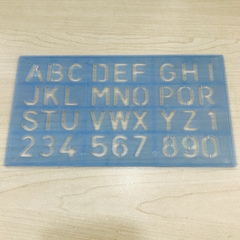 ABC DEF GHI
JKL MNO PQR
STU VWX YZ1
234 567 890